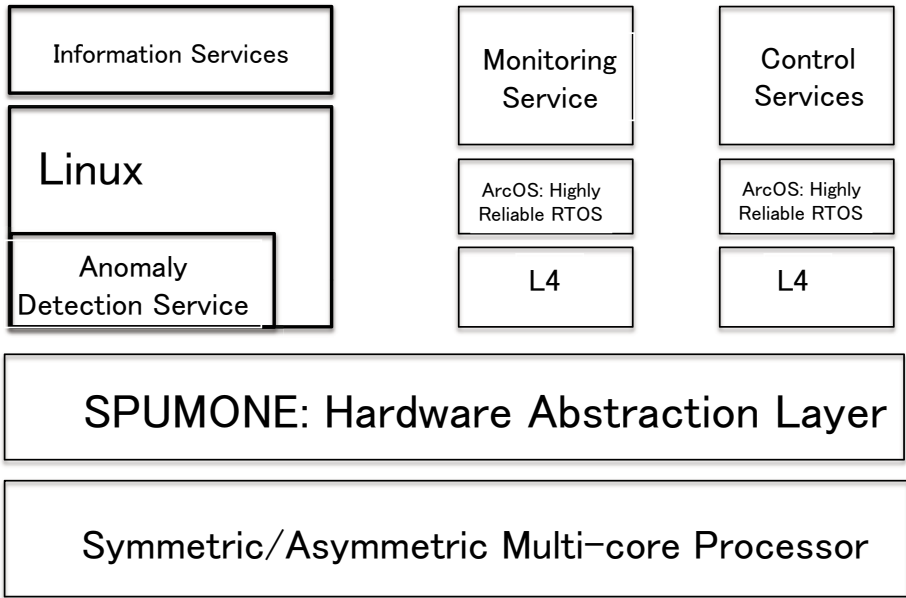 Information Services
Linux
Anomaly
Detection Service
Monitoring
Service
ArcOS: Highly
Reliable RTOS
L4
Control
Services
ArcOS: Highly
Reliable RTOS
L4
SPUMONE: Hardware Abstraction Layer
Symmetric/Asymmetric Multi-core Processor